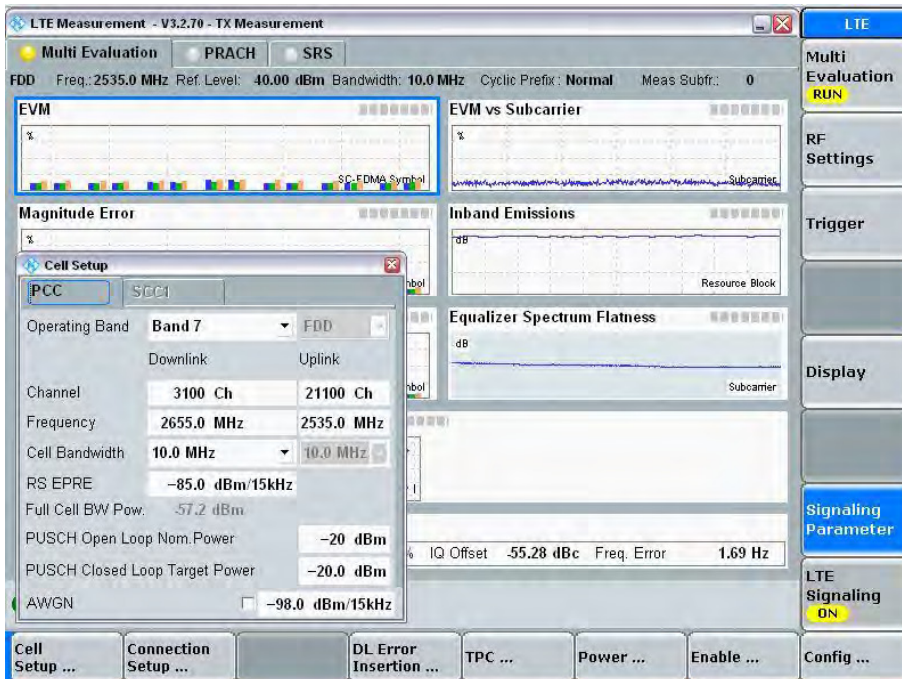 LTE Measurement - V3.2.70 - TX Measurement
LTE
Multi Evaluation PRACH SRS
FDD Freq.: 2535.0 MHz Ref. Level: 40.00 dBm Bandwidth: 10.0 MHz Cyclic Prefix: Normal Meas Subfr.: 0
Multi Evaluation
RUN
EVM
%
SC-FDMA Symbol
EVM vs Subcarrier
%
Subcarrier
RF Settings
Magnitude Error
%
Inband Emissions
dB
Resource Block
Trigger
Equalizer Spectrum Flatness
dB
Subcarrier
Display
Cell Setup
PCC SCC1
Operating Band Band 7 FDD
Downlink Uplink
Channel 3100 Ch 21100 Ch
Frequency 2655.0 MHz 2535.0 MHz
Cell Bandwidth 10.0 MHz 10.0 MHz
RS EPRE -85.0 dBm/15kHz
Full Cell BW Pow. -57.2 dBm
PUSCH Open Loop Nom.Power -20 dBm
PUSCH Closed Loop Target Power -20.0 dBm
AWGN -98.0 dBm/15kHz
bol
bol
% IQ Offset -55.28 dBc Freq. Error 1.69 Hz
Signaling Parameter
LTE Signaling
ON
Cell Setup ...
Connection Setup ...
DL Error Insertion ...
TPC ...
Power ...
Enable ...
Config ...